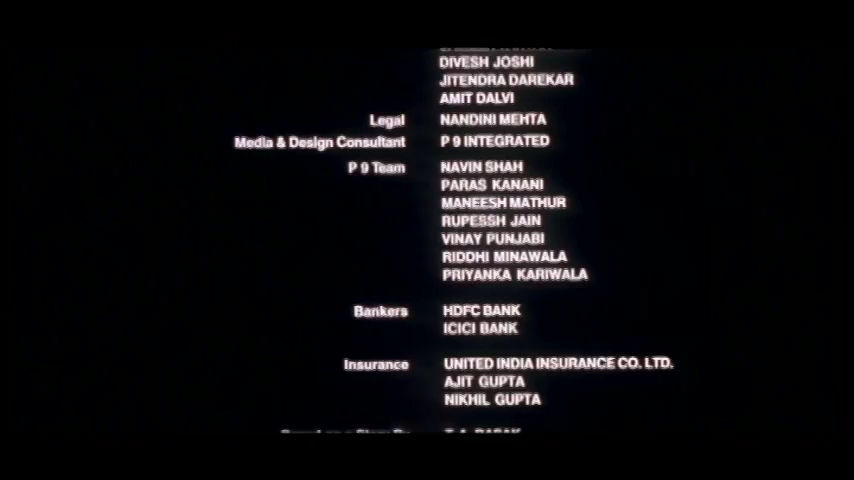 DIVESH JOSHI
JITENDRA DAREKAR
AMIT DALVI
Legal NANDINI MEHTA
Media & Design Consultant P 9 INTEGRATED
P 9 Team NAVIN SHAH
PARAS KANANI
MANEESH MATHUR
RUPESSH JAIN
VINAY PUNJABI
RIDDHI MINAWALA
PRIYANKA KARIWALA
Bankers HDFC BANK
ICICI BANK
Insurance UNITED INDIA INSURANCE CO. LTD.
AJIT GUPTA
NIKHIL GUPTA